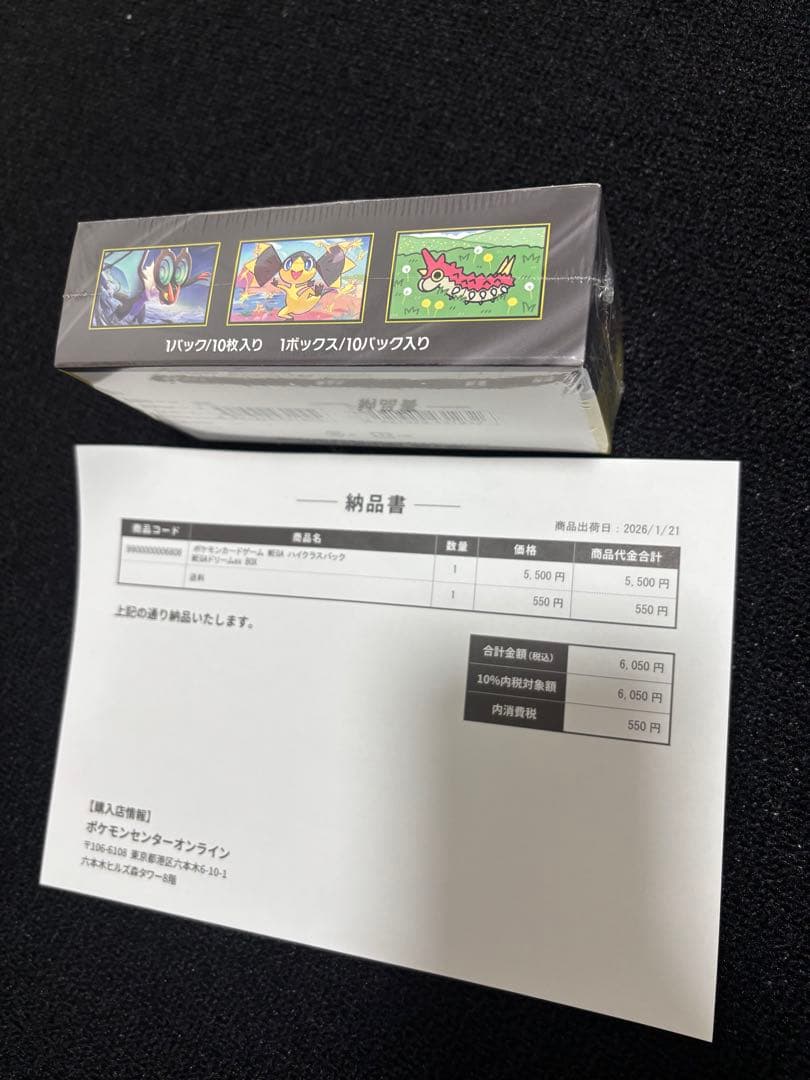 1パック/10枚入り 1ボックス/10パック入り
納品書
商品出荷日：2026/1/21
商品コード 商品名 数量 価格 商品代金合計
9900000006808 ポケモンカードゲーム MEGA ハイクラスパック
MEGAドリームex BOX 1 5,500 円 5,500 円
送料 1 550 円 550 円
上記の通り納品いたします。
合計金額(税込) 6,050 円
10%内税対象額 6,050 円
内消費税 550 円
【購入店情報】
ポケモンセンターオンライン
〒106-6108 東京都港区六本木6-10-1
六本木ヒルズ森タワー8階